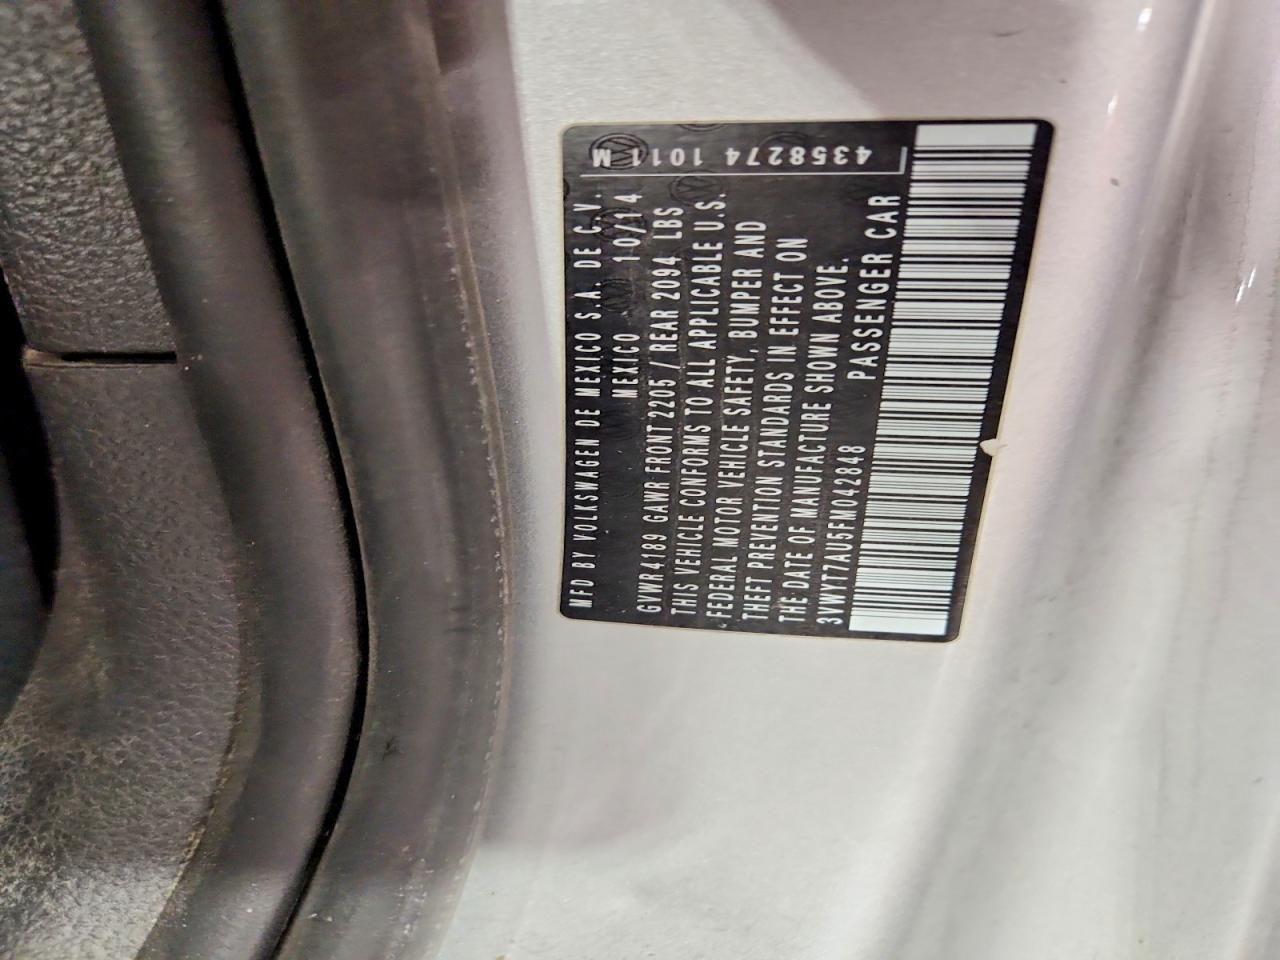 MFD BY VOLKSWAGEN DE MEXICO S.A. DE C.V.
MEXICO 10/14
GVWR 4189 GAWR FRONT 2205 / REAR 2094 LBS
THIS VEHICLE CONFORMS TO ALL APPLICABLE U.S.
FEDERAL MOTOR VEHICLE SAFETY, BUMPER AND
THEFT PREVENTION STANDARDS IN EFFECT ON
THE DATE OF MANUFACTURE SHOWN ABOVE.
3VWYT7AU5FM042848 PASSENGER CAR
4358274 1011 M